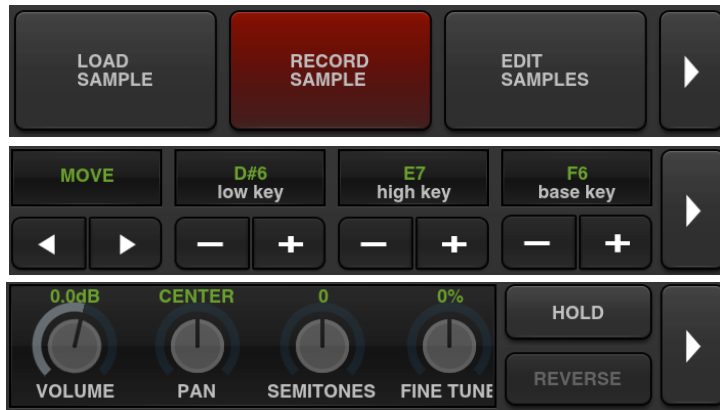 LOAD
SAMPLE
RECORD
SAMPLE
EDIT
SAMPLES
MOVE
D#6
low key
E7
high key
F6
base key
0.0dB CENTER 0 0%
VOLUME PAN SEMITONES FINE TUNE
HOLD
REVERSE